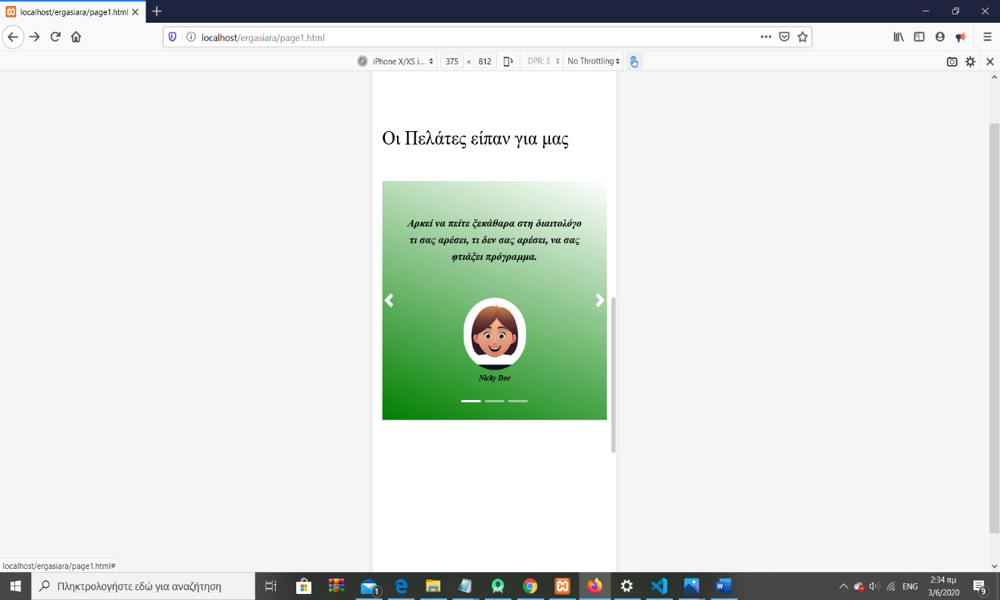 localhost/ergasiara/page1.html
localhost/ergasiara/page1.html
iPhone X/XS i... 375 × 812 DPR: 3 No Throttling
Οι Πελάτες είπαν για μας
Αρκεί να πείτε ξεκάθαρα στη διαιτολόγο
τι σας αρέσει, τι δεν σας αρέσει, να σας
φτιάξει πρόγραμμα.
Nicky Doe
localhost/ergasiara/page1.html#
Πληκτρολογήστε εδώ για αναζήτηση
1
ENG
2:34 πμ
3/6/2020
9